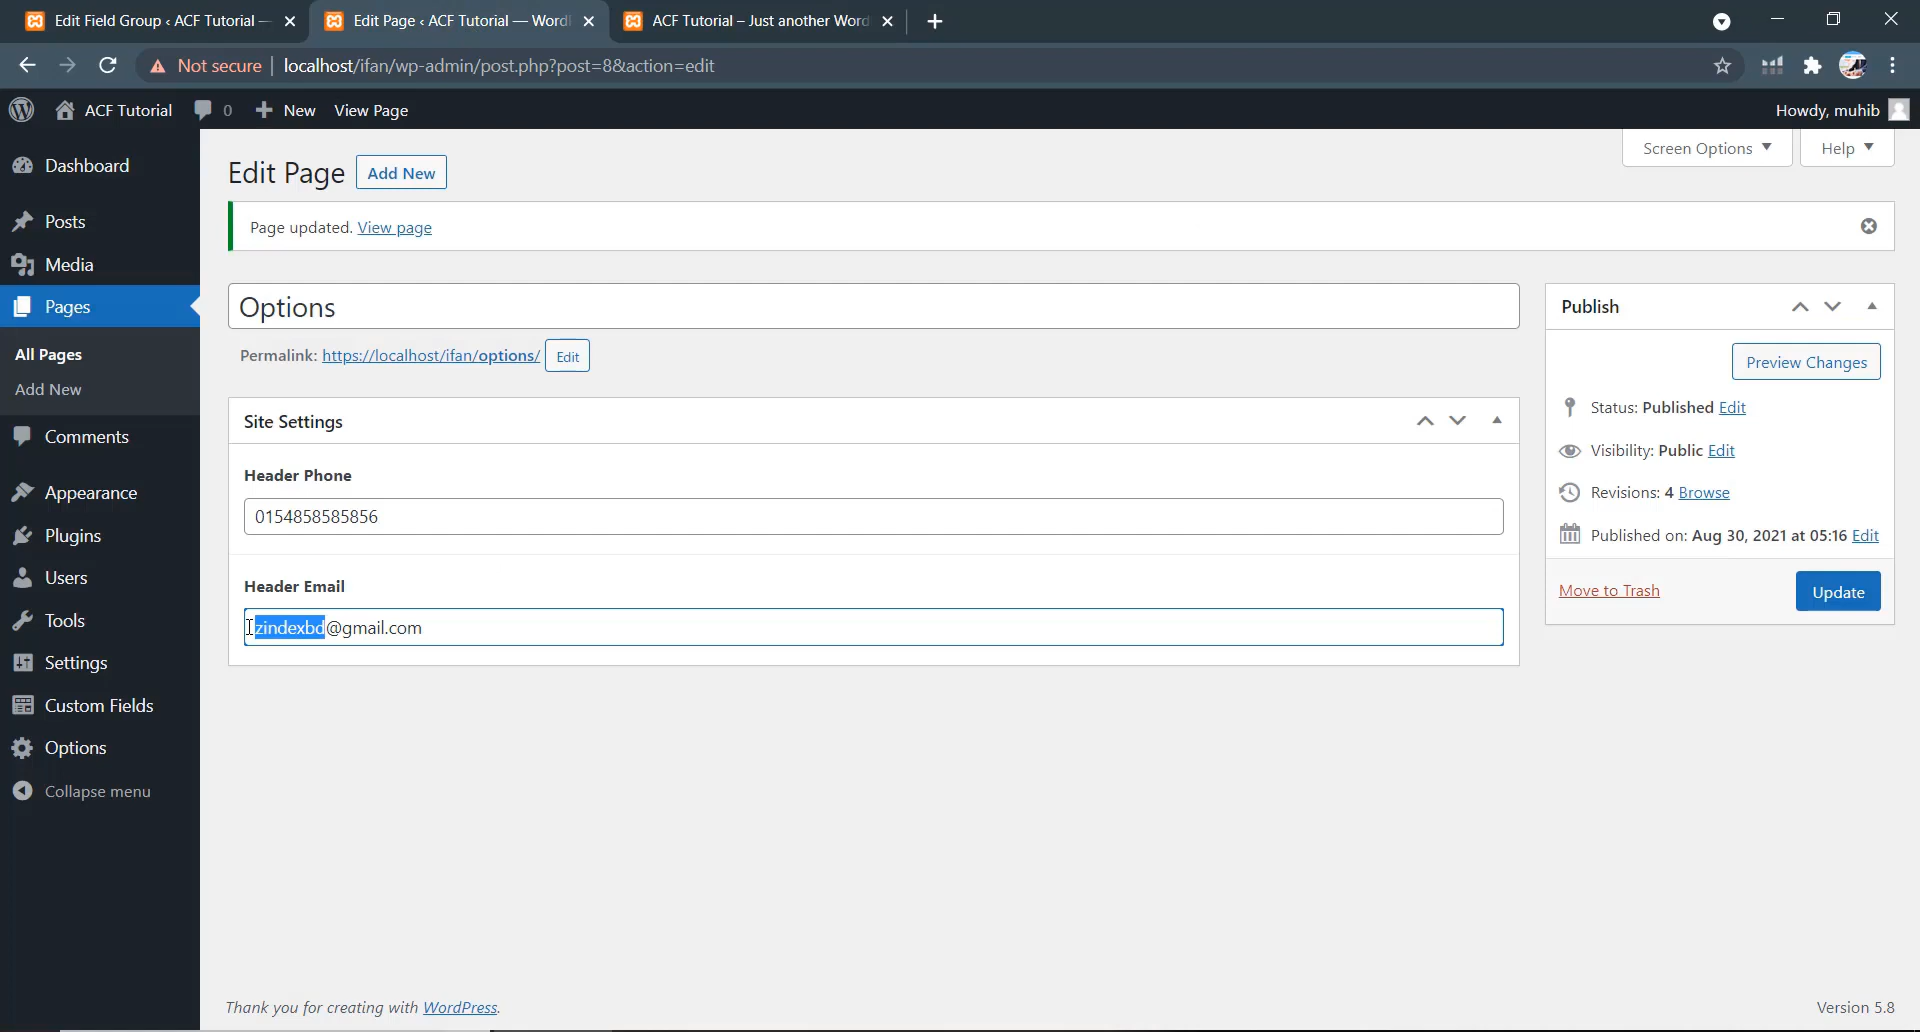 Edit Field Group ‹ ACF Tutorial —
Edit Page ‹ ACF Tutorial — Word
ACF Tutorial – Just another Word
Not secure
localhost/ifan/wp-admin/post.php?post=8&action=edit
ACF Tutorial
0
New
View Page
Howdy, muhib
Dashboard
Posts
Media
Pages
All Pages
Add New
Comments
Appearance
Plugins
Users
Tools
Settings
Custom Fields
Options
Collapse menu
Screen Options
Help
Edit Page
Add New
Page updated. View page
Options
Permalink: https://localhost/ifan/options/ Edit
Site Settings
Header Phone
0154858585856
Header Email
zindexbd@gmail.com
Publish
Preview Changes
Status: Published Edit
Visibility: Public Edit
Revisions: 4 Browse
Published on: Aug 30, 2021 at 05:16 Edit
Move to Trash
Update
Thank you for creating with WordPress.
Version 5.8